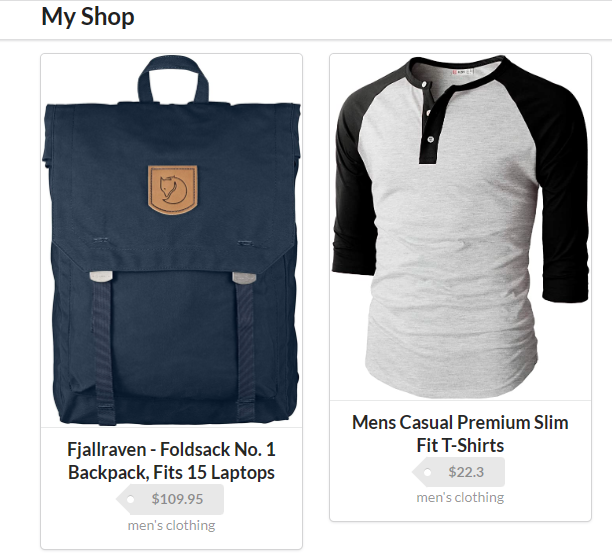 My Shop
Fjallraven - Foldsack No. 1
Backpack, Fits 15 Laptops
$109.95
men's clothing
Mens Casual Premium Slim
Fit T-Shirts
$22.3
men's clothing